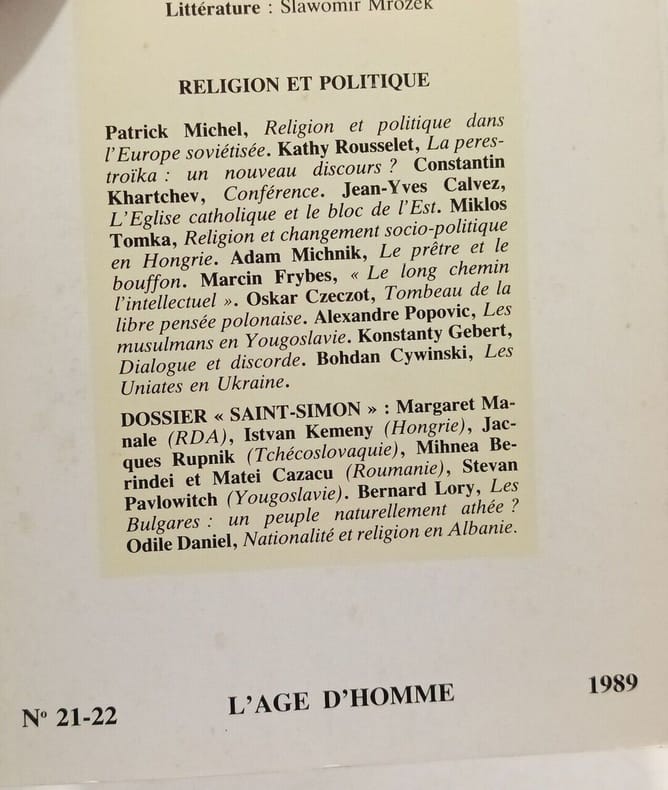 Littérature : Slawomir Mrozek
RELIGION ET POLITIQUE
Patrick Michel, Religion et politique dans
l'Europe soviétisée. Kathy Rousselet, La peres-
troïka : un nouveau discours ? Constantin
Khartchev, Conférence. Jean-Yves Calvez,
L'Eglise catholique et le bloc de l'Est. Miklos
Tomka, Religion et changement socio-politique
en Hongrie. Adam Michnik, Le prêtre et le
bouffon. Marcin Frybes, « Le long chemin
l'intellectuel ». Oskar Czeczot, Tombeau de la
libre pensée polonaise. Alexandre Popovic, Les
musulmans en Yougoslavie. Konstanty Gebert,
Dialogue et discorde. Bohdan Cywinski, Les
Uniates en Ukraine.
DOSSIER « SAINT-SIMON » : Margaret Ma-
nale (RDA), Istvan Kemeny (Hongrie), Jac-
ques Rupnik (Tchécoslovaquie), Mihnea Be-
rindei et Matei Cazacu (Roumanie), Stevan
Pavlowitch (Yougoslavie). Bernard Lory, Les
Bulgares : un peuple naturellement athée ?
Odile Daniel, Nationalité et religion en Albanie.
Nº 21-22 L'AGE D'HOMME 1989